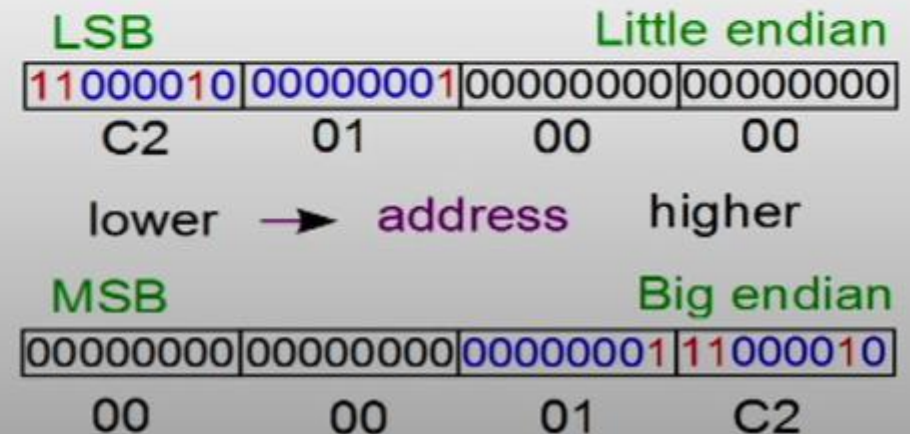 LSB Little endian
11000010 00000001 00000000 00000000
C2 01 00 00
lower address higher
MSB Big endian
00000000 00000000 00000001 11000010
00 00 01 C2